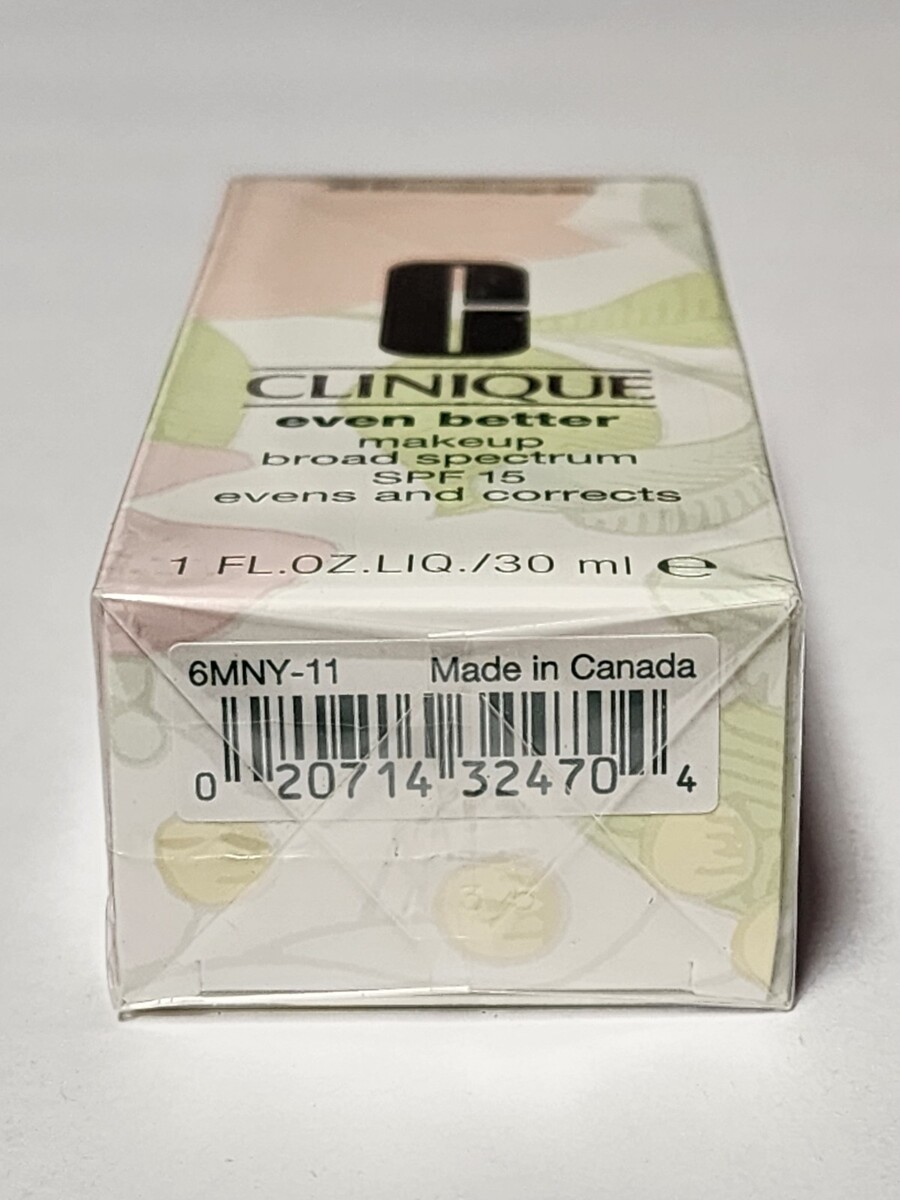 CLINIQUE
even better
makeup
broad spectrum
SPF 15
evens and corrects
1 FL.OZ.LIQ./30 ml ℮
6MNY-11 Made in Canada
0 20714 32470 4